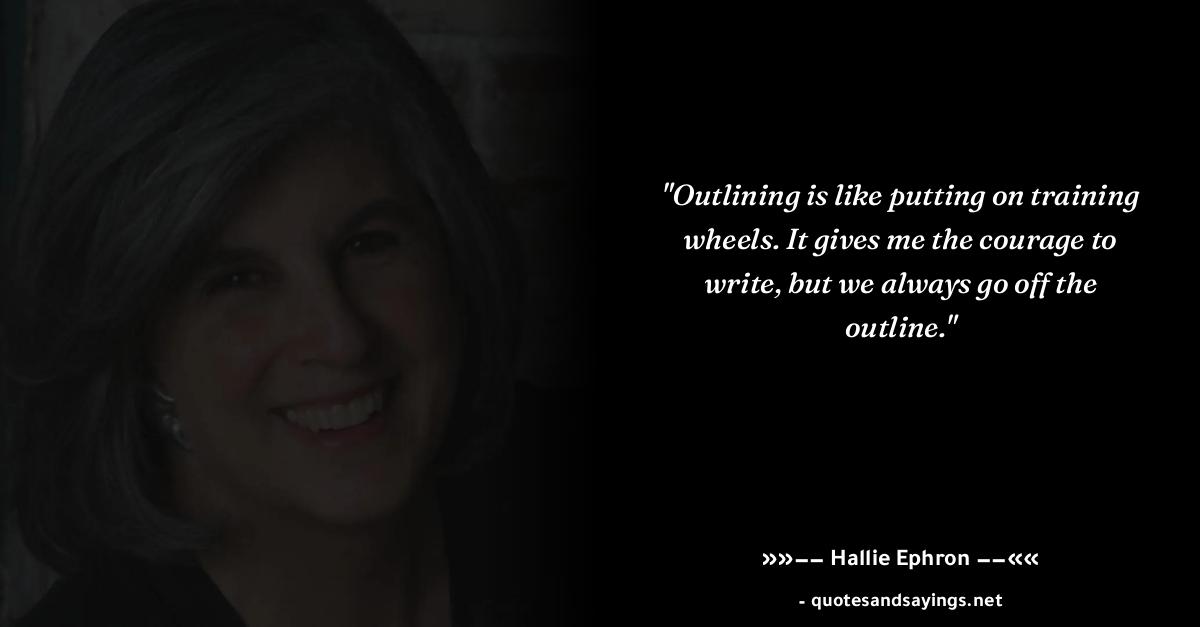 "Outlining is like putting on training
wheels. It gives me the courage to
write, but we always go off the
outline."
»»–– Hallie Ephron ––««
- quotesandsayings.net